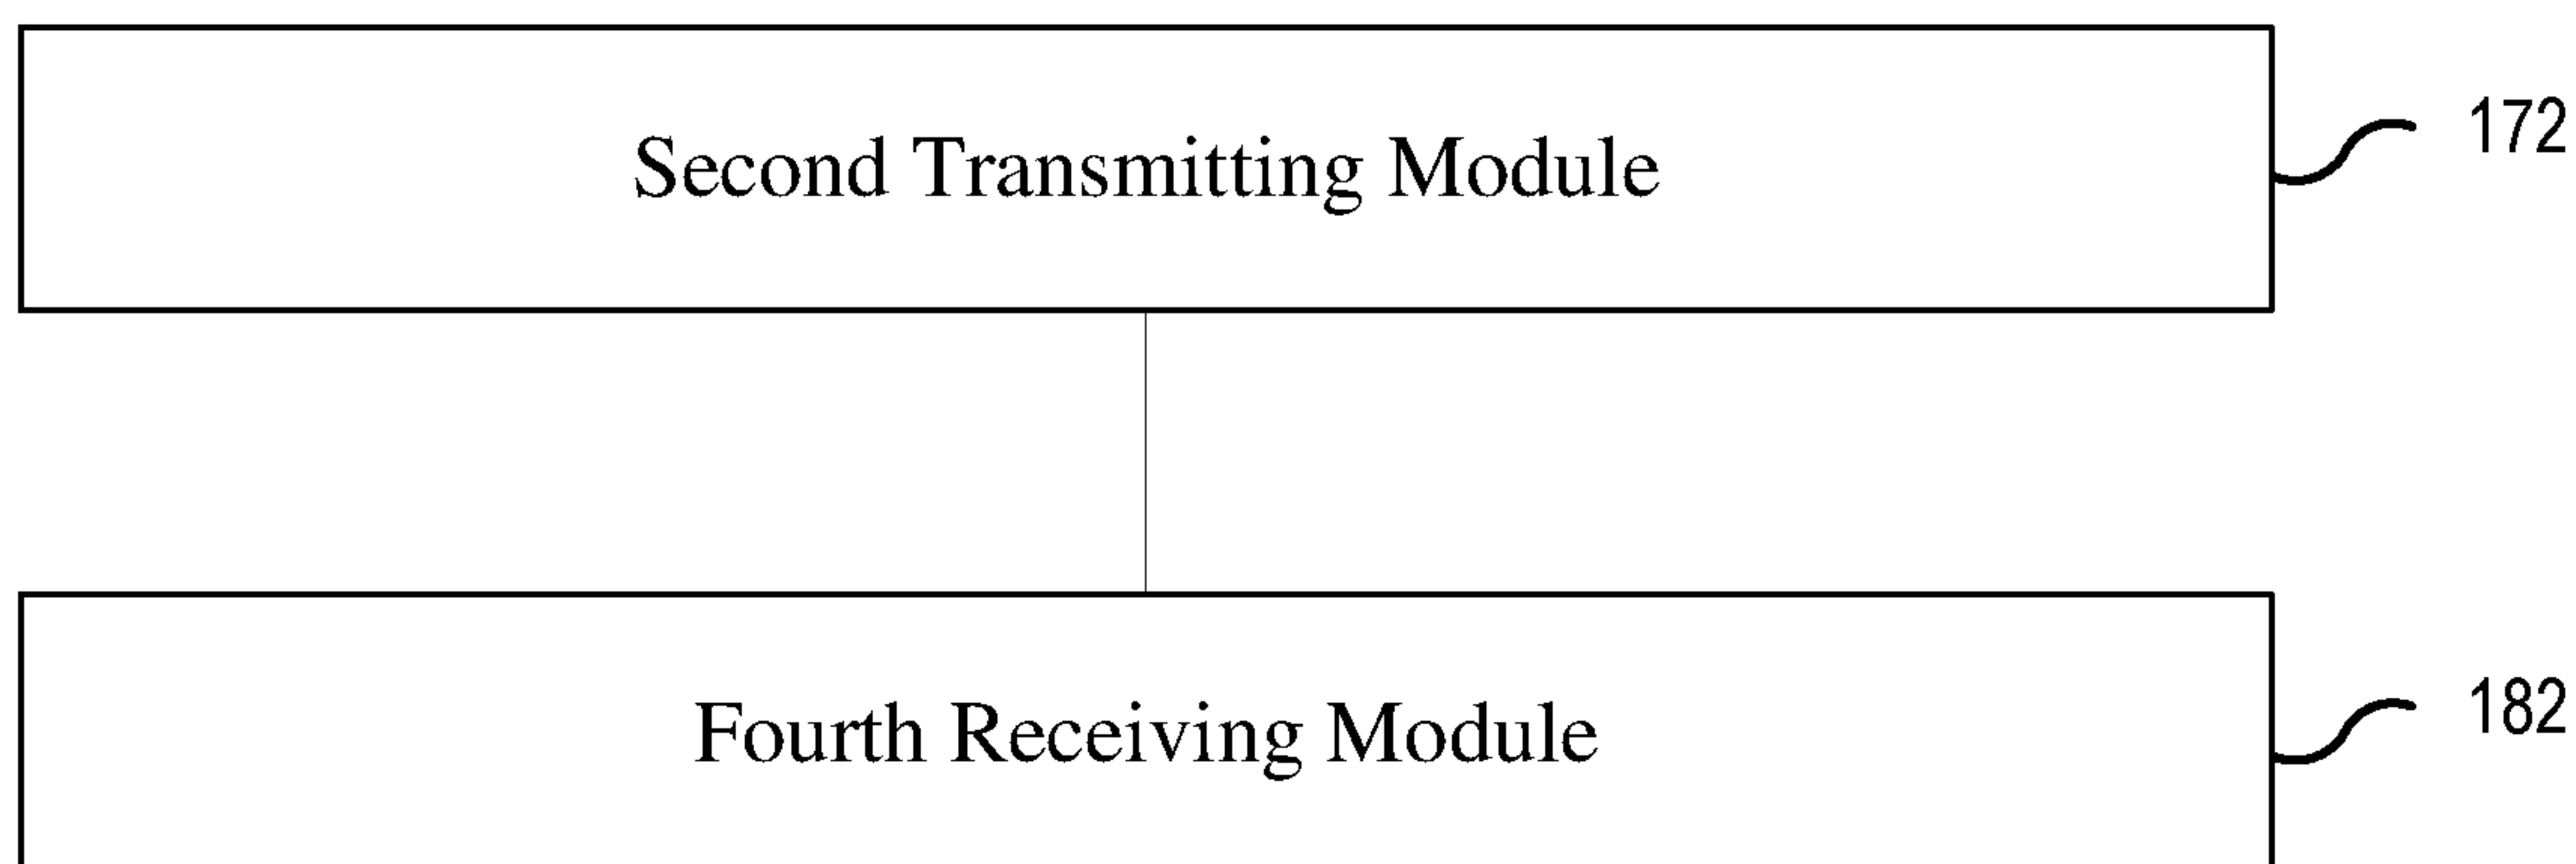 Second Transmitting Module
172
Fourth Receiving Module
182